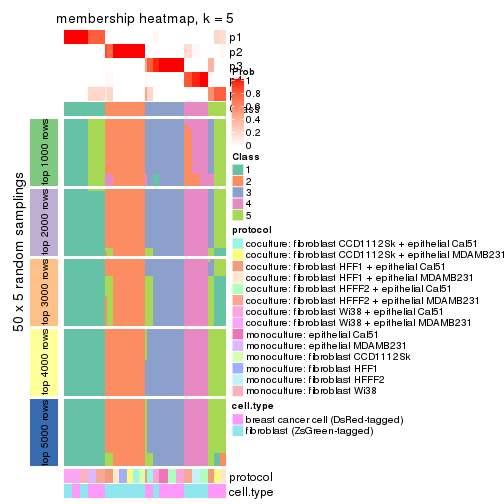 membership heatmap, k = 5
p1
p2
p3
Prob
1
0.8
0.6
0.4
0.2
0
Class
1
2
3
4
5
protocol
coculture: fibroblast CCD1112Sk + epithelial Cal51
coculture: fibroblast CCD1112Sk + epithelial MDAMB231
coculture: fibroblast HFF1 + epithelial Cal51
coculture: fibroblast HFF1 + epithelial MDAMB231
coculture: fibroblast HFFF2 + epithelial Cal51
coculture: fibroblast HFFF2 + epithelial MDAMB231
coculture: fibroblast Wi38 + epithelial Cal51
coculture: fibroblast Wi38 + epithelial MDAMB231
monoculture: epithelial Cal51
monoculture: epithelial MDAMB231
monoculture: fibroblast CCD1112Sk
monoculture: fibroblast HFF1
monoculture: fibroblast HFFF2
monoculture: fibroblast Wi38
cell.type
breast cancer cell (DsRed-tagged)
fibroblast (ZsGreen-tagged)
50 x 5 random samplings
top 1000 rows
top 2000 rows
top 3000 rows
top 4000 rows
top 5000 rows
protocol
cell.type